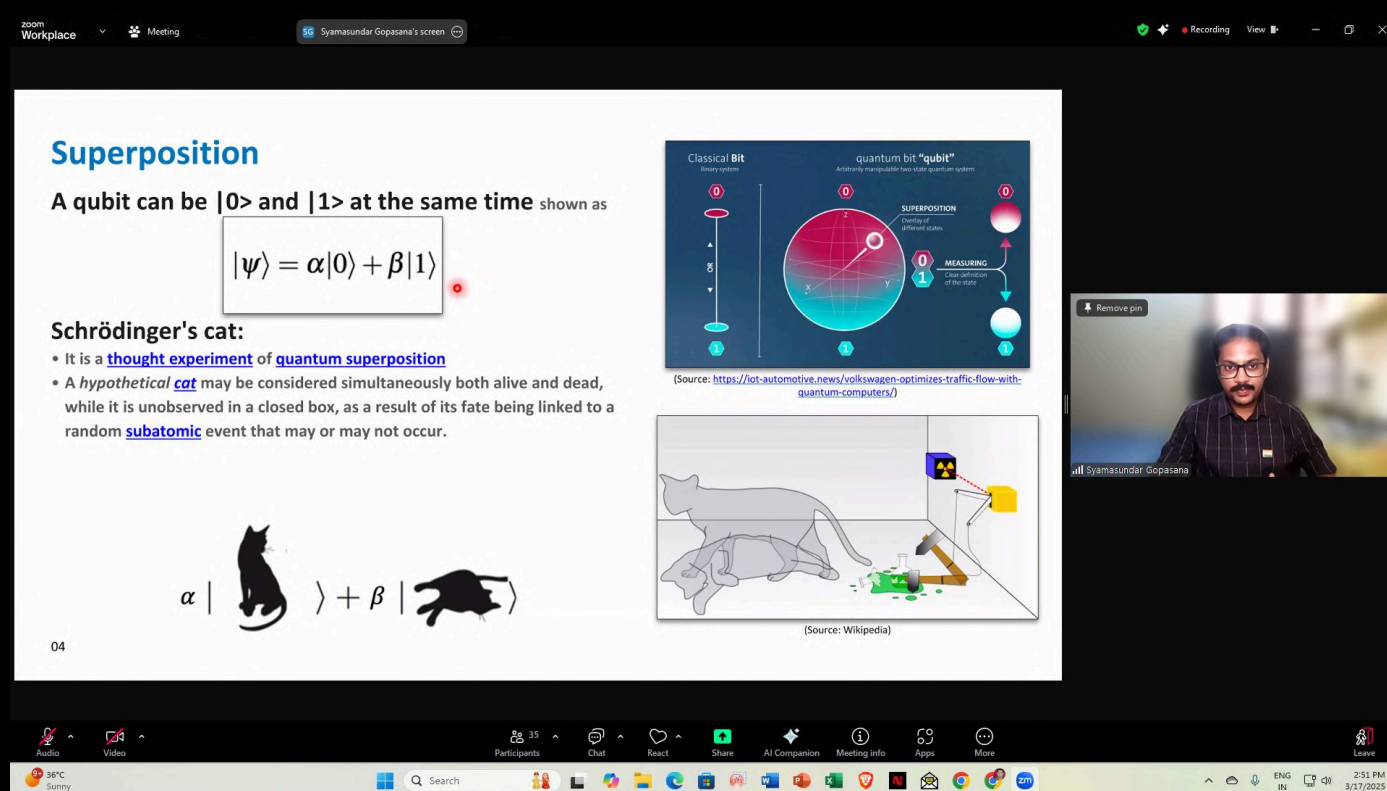 zoom
Workplace
Meeting
SG Syamasundar Gopasana's screen
Recording
View
Superposition
A qubit can be |0> and |1> at the same time shown as
|ψ⟩ = α|0⟩ + β|1⟩
Schrödinger's cat:
• It is a thought experiment of quantum superposition
• A hypothetical cat may be considered simultaneously both alive and dead,
while it is unobserved in a closed box, as a result of its fate being linked to a
random subatomic event that may or may not occur.
α | ⟩ + β | ⟩
04
Classical Bit
Binary system
0
OR
1
quantum bit "qubit"
Arbitrarily manipulable two-state quantum system
0
z
x
y
1
SUPERPOSITION
Overlay of
different states
0
1
MEASURING
Clear definition
of the state
0
1
(Source: https://iot-automotive.news/volkswagen-optimizes-traffic-flow-with-
quantum-computers/)
(Source: Wikipedia)
Remove pin
Syamasundar Gopasana
Audio
Video
35
Participants
Chat
React
Share
AI Companion
Meeting info
Apps
More
Leave
9+
36°C
Sunny
Search
zm
ENG
IN
2:51 PM
3/17/2025